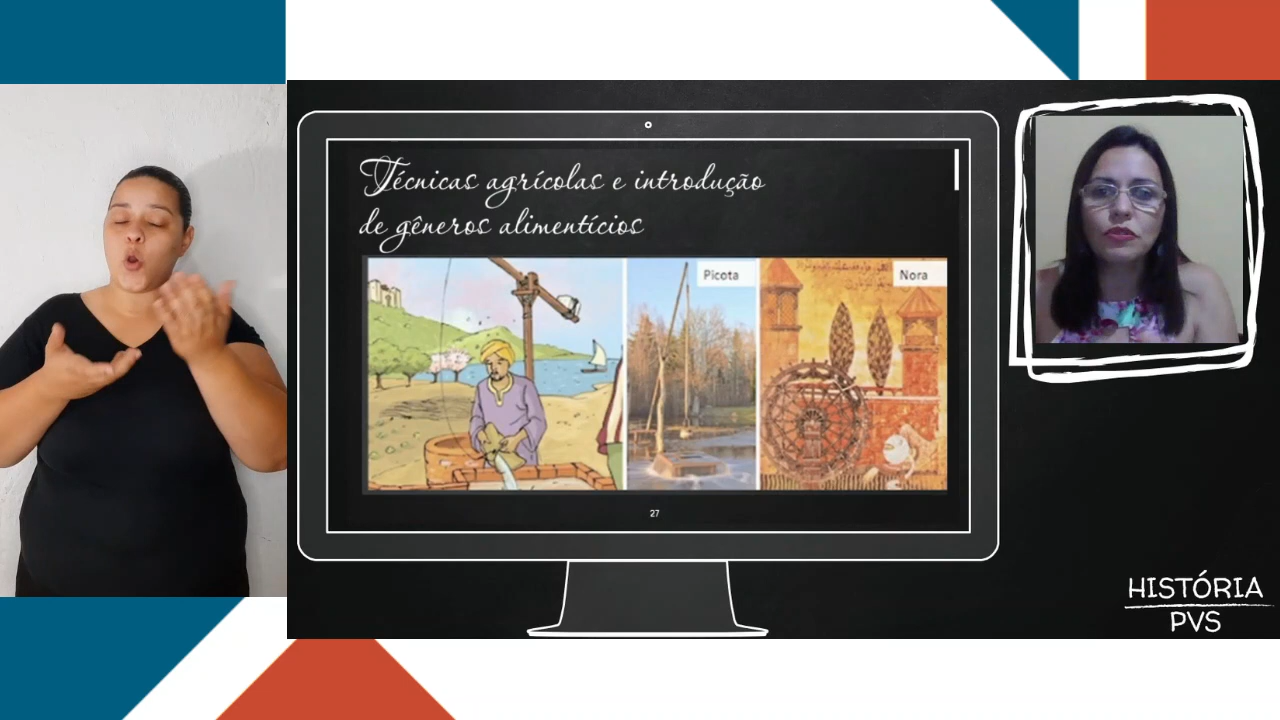 Técnicas agrícolas e introdução
de gêneros alimentícios
Picota
Nora
27
HISTÓRIA
PVS